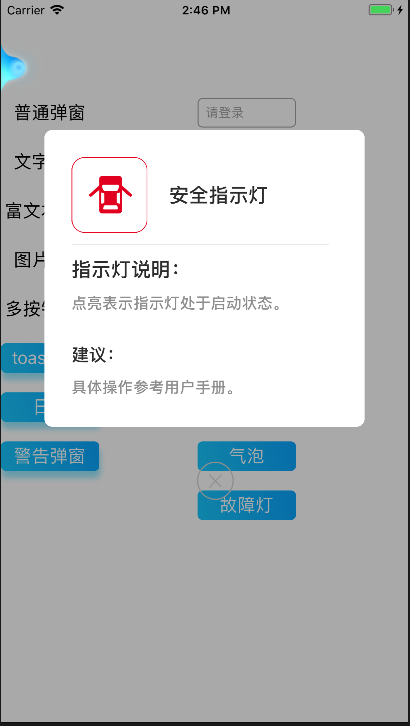 Carrier 2:46 PM
普通弹窗 请登录
文字
安全指示灯
富文本
指示灯说明：
图片
点亮表示指示灯处于启动状态。
多按钮
建议：
toas
具体操作参考用户手册。
警告弹窗 气泡
故障灯